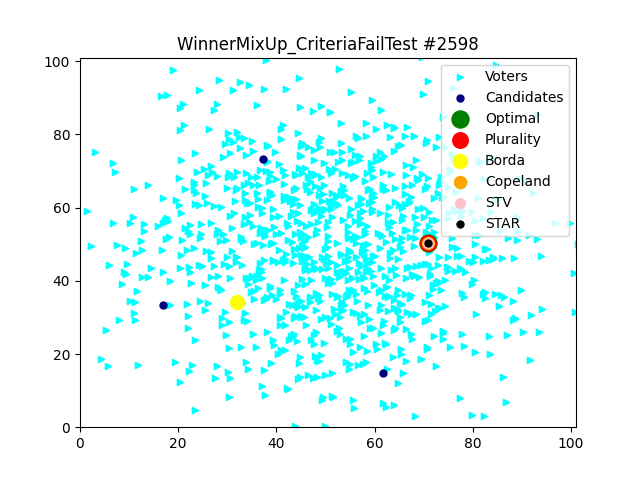 WinnerMixUp_CriteriaFailTest #2598
100
80
60
40
20
0
0 20 40 60 80 100
Voters
Candidates
Optimal
Plurality
Borda
Copeland
STV
STAR